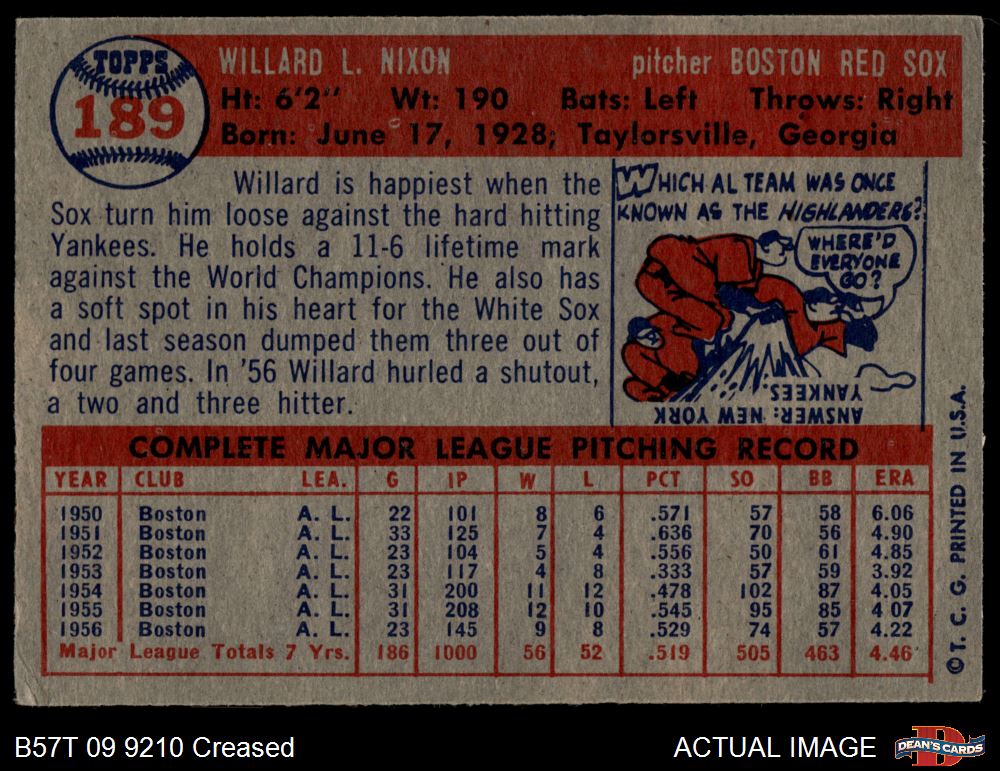 TOPPS
189
WILLARD L. NIXON pitcher BOSTON RED SOX
Ht: 6'2" Wt: 190 Bats: Left Throws: Right
Born: June 17, 1928; Taylorsville, Georgia
Willard is happiest when the
Sox turn him loose against the hard hitting
Yankees. He holds a 11-6 lifetime mark
against the World Champions. He also has
a soft spot in his heart for the White Sox
and last season dumped them three out of
four games. In '56 Willard hurled a shutout,
a two and three hitter.
WHICH AL TEAM WAS ONCE
KNOWN AS THE HIGHLANDERS?
WHERE'D
EVERYONE
GO?
ANSWER: NEW YORK
YANKEES.
COMPLETE MAJOR LEAGUE PITCHING RECORD
YEAR CLUB LEA. G IP W L PCT SO BB ERA
1950 Boston A. L. 22 101 8 6 .571 57 58 6.06
1951 Boston A. L. 33 125 7 4 .636 70 56 4.90
1952 Boston A. L. 23 104 5 4 .556 50 61 4.85
1953 Boston A. L. 23 117 4 8 .333 57 59 3.92
1954 Boston A. L. 31 200 11 12 .478 102 87 4.05
1955 Boston A. L. 31 208 12 10 .545 95 85 4 07
1956 Boston A. L. 23 145 9 8 .529 74 57 4.22
Major League Totals 7 Yrs. 186 1000 56 52 .519 505 463 4.46
©T. C. G. PRINTED IN U.S.A.
B57T 09 9210 Creased
ACTUAL IMAGE
DEAN'S CARDS